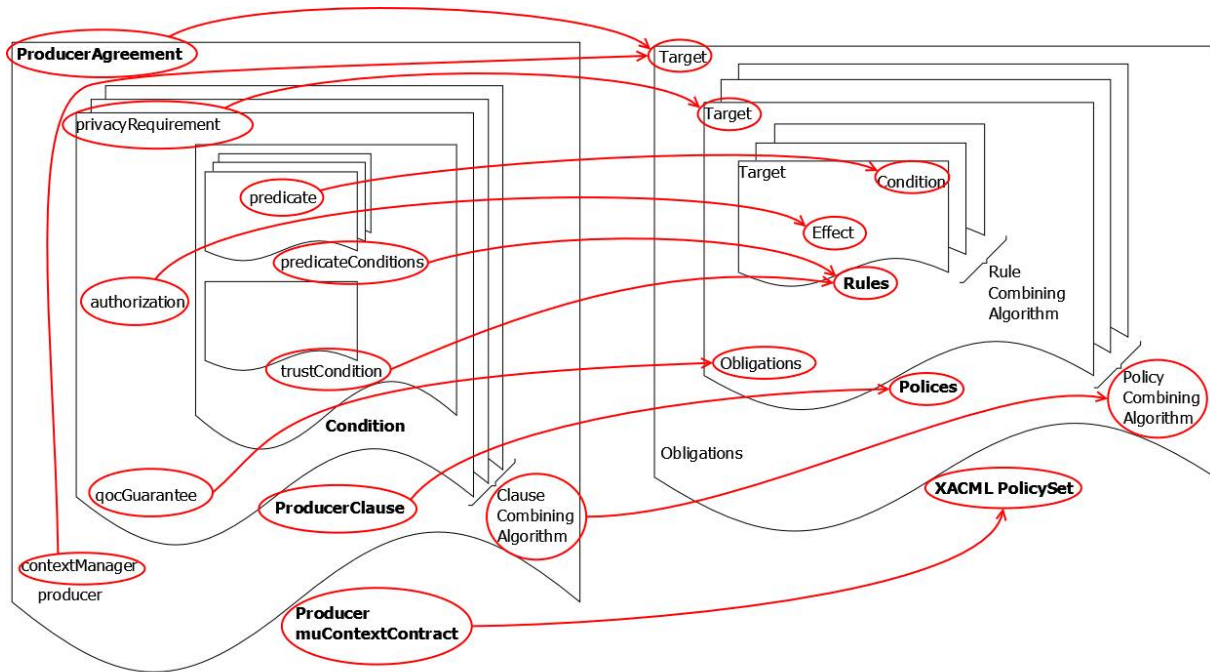 ProducerAgreement
privacyRequirement
predicate
predicateConditions
authorization
trustCondition
Condition
qocGuarantee
ProducerClause
Clause
Combining
Algorithm
contextManager
producer
Producer
muContextContract
Target
Target
Target
Condition
Effect
Rules
Rule
Combining
Algorithm
Obligations
Polices
Policy
Combining
Algorithm
Obligations
XACML PolicySet